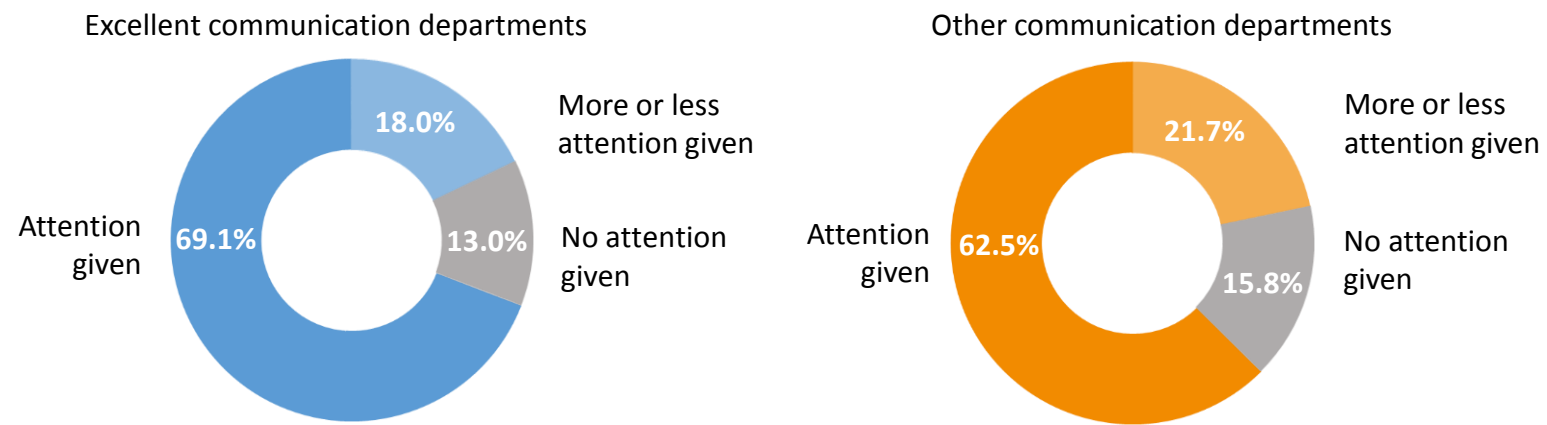 Excellent communication departments
18.0%
More or less
attention given
Attention
given
69.1%
13.0%
No attention
given
Other communication departments
21.7%
More or less
attention given
Attention
given
62.5%
15.8%
No attention
given